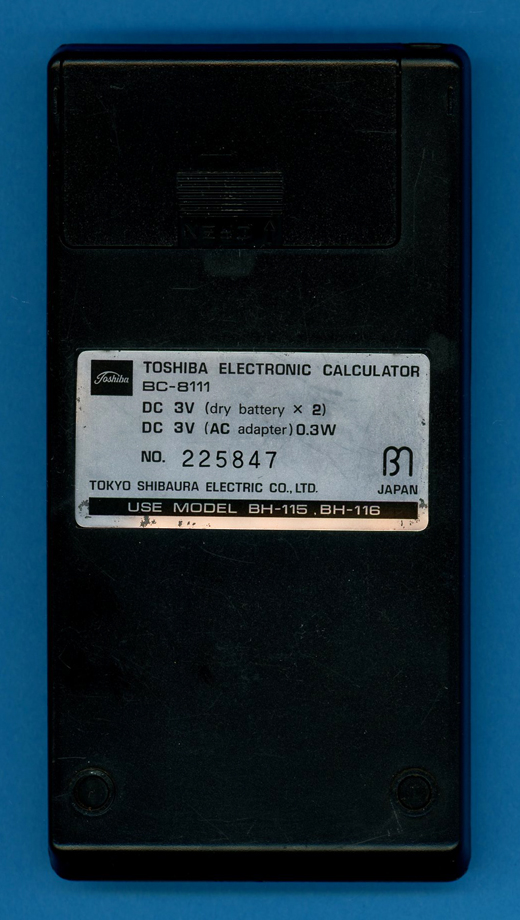 Toshiba
TOSHIBA ELECTRONIC CALCULATOR
BC-8111
DC 3V (dry battery × 2)
DC 3V (AC adapter) 0.3W
NO. 225847
TOKYO SHIBAURA ELECTRIC CO., LTD.
JAPAN
USE MODEL BH-115 , BH-116